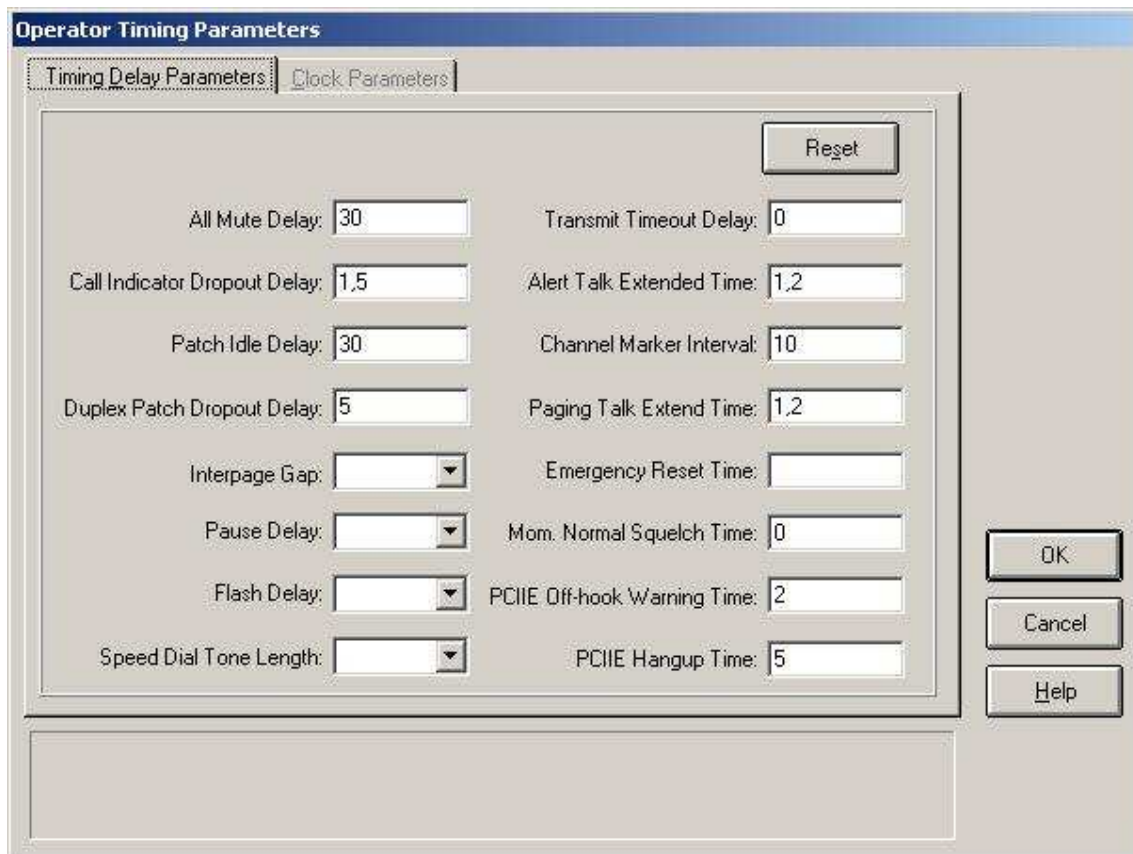 Operator Timing Parameters
Timing Delay Parameters
Clock Parameters
Reset
All Mute Delay: 30
Transmit Timeout Delay: 0
Call Indicator Dropout Delay: 1,5
Alert Talk Extended Time: 1,2
Patch Idle Delay: 30
Channel Marker Interval: 10
Duplex Patch Dropout Delay: 5
Paging Talk Extend Time: 1,2
Interpage Gap:
Emergency Reset Time:
Pause Delay:
Mom. Normal Squelch Time: 0
Flash Delay:
PCIIE Off-hook Warning Time: 2
Speed Dial Tone Length:
PCIIE Hangup Time: 5
OK
Cancel
Help